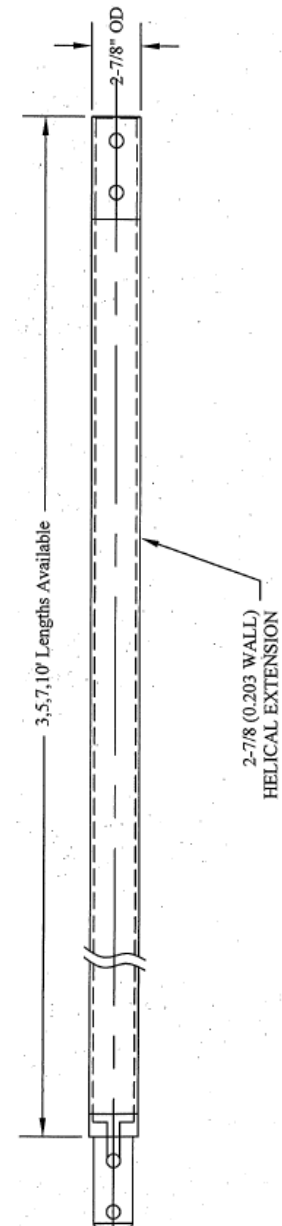 2-7/8" OD
3,5,7,10' Lengths Available
2-7/8 (0.203 WALL)
HELICAL EXTENSION